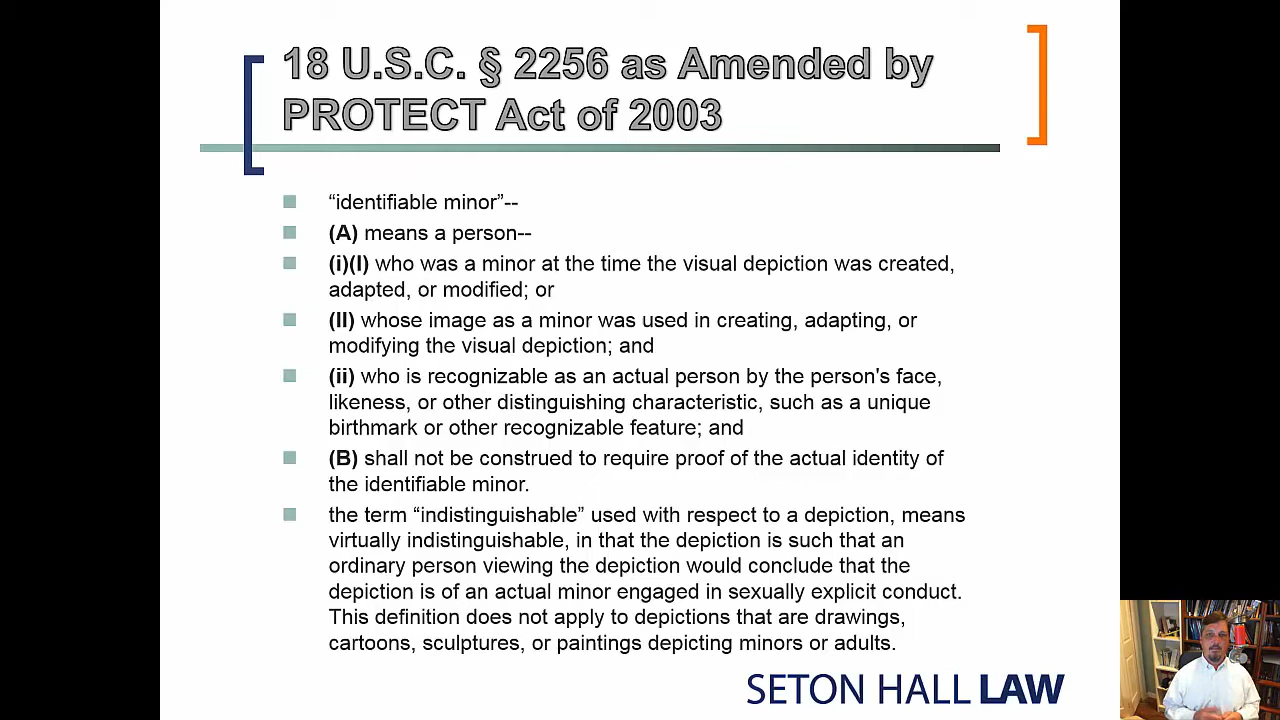 18 U.S.C. § 2256 as Amended by
PROTECT Act of 2003
“identifiable minor”--
(A) means a person--
(i)(I) who was a minor at the time the visual depiction was created,
adapted, or modified; or
(II) whose image as a minor was used in creating, adapting, or
modifying the visual depiction; and
(ii) who is recognizable as an actual person by the person's face,
likeness, or other distinguishing characteristic, such as a unique
birthmark or other recognizable feature; and
(B) shall not be construed to require proof of the actual identity of
the identifiable minor.
the term “indistinguishable” used with respect to a depiction, means
virtually indistinguishable, in that the depiction is such that an
ordinary person viewing the depiction would conclude that the
depiction is of an actual minor engaged in sexually explicit conduct.
This definition does not apply to depictions that are drawings,
cartoons, sculptures, or paintings depicting minors or adults.
SETON HALL LAW